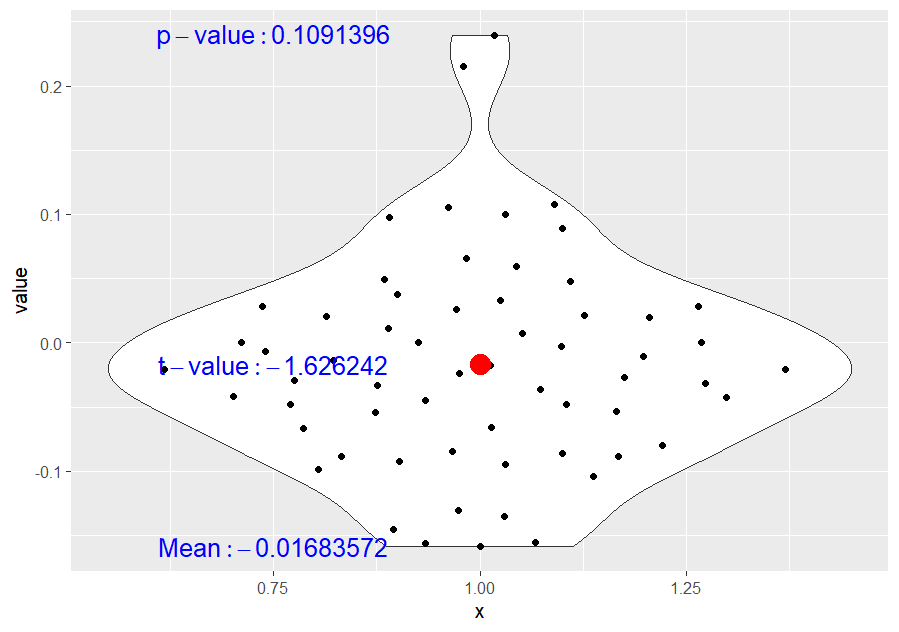 p − value : 0.1091396
0.2
0.1
value
0.0
t − value : −1.626242
-0.1
Mean : −0.01683572
0.75 1.00 1.25
x